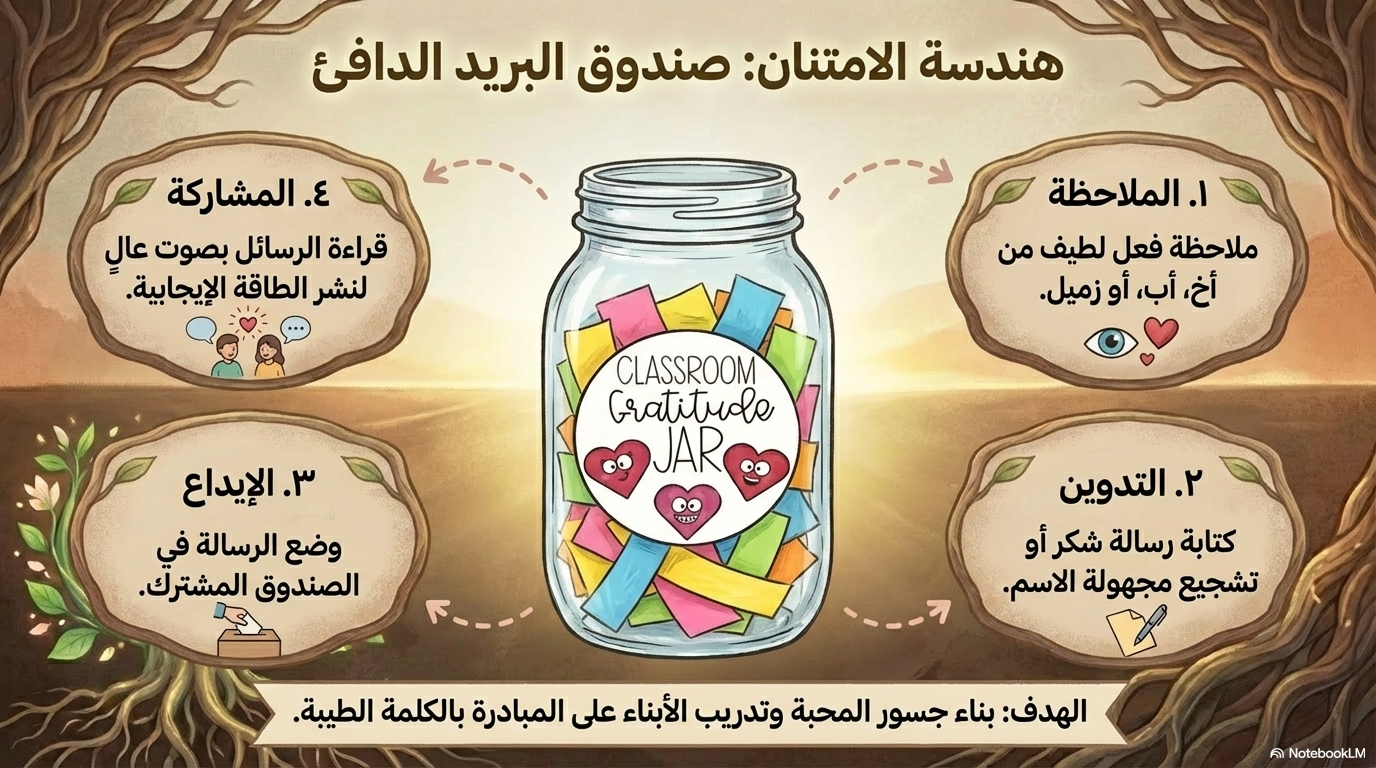 هندسة الامتنان: صندوق البريد الدافئ
١. الملاحظة
ملاحظة فعل لطيف من
أخ، أب، أو زميل.
٢. التدوين
كتابة رسالة شكر أو
تشجيع مجهولة الاسم.
٣. الإيداع
وضع الرسالة في
الصندوق المشترك.
٤. المشاركة
قراءة الرسائل بصوت عالٍ
لنشر الطاقة الإيجابية.
CLASSROOM
Gratitude
JAR
الهدف: بناء جسور المحبة وتدريب الأبناء على المبادرة بالكلمة الطيبة.
NotebookLM